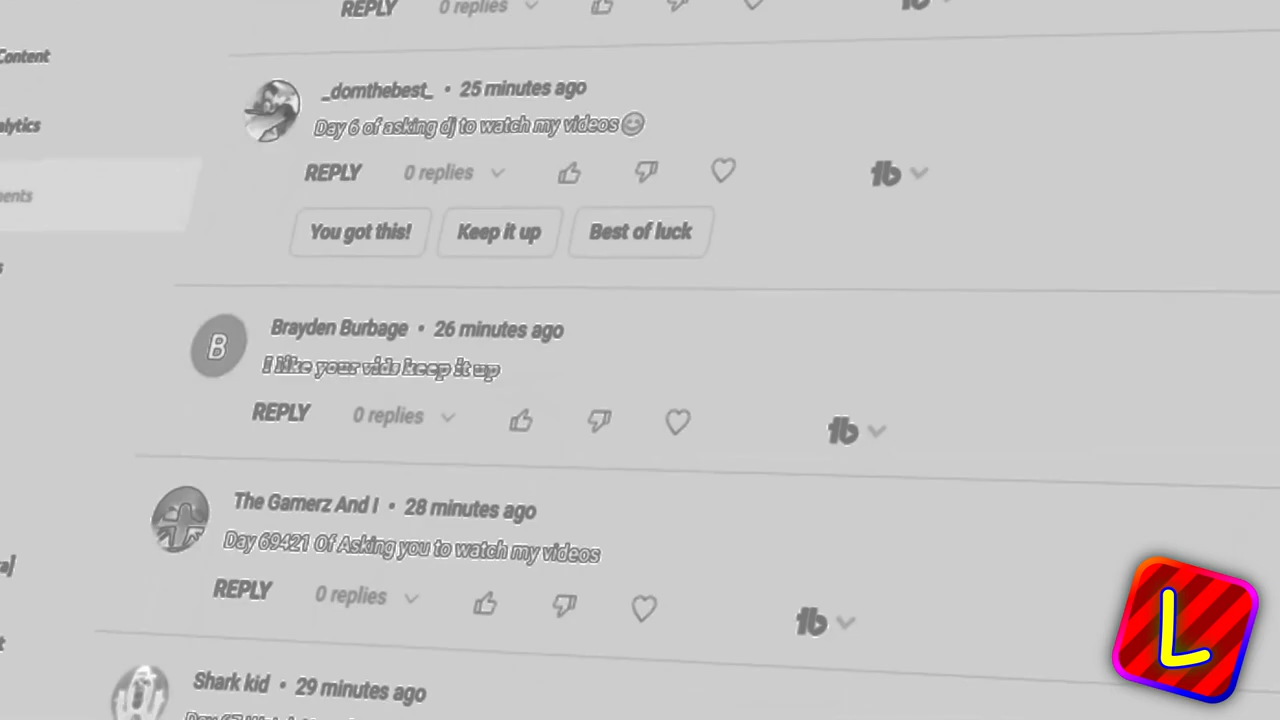 REPLY 0 replies
Content
_domthebest_ • 25 minutes ago
Day 6 of asking dj to watch my videos😊
REPLY 0 replies
You got this! Keep it up Best of luck
B
Brayden Burbage • 26 minutes ago
I like your vids keep it up
REPLY 0 replies
The Gamerz And I • 28 minutes ago
Day 69421 Of Asking you to watch my videos
REPLY 0 replies
L
Shark kid • 29 minutes ago